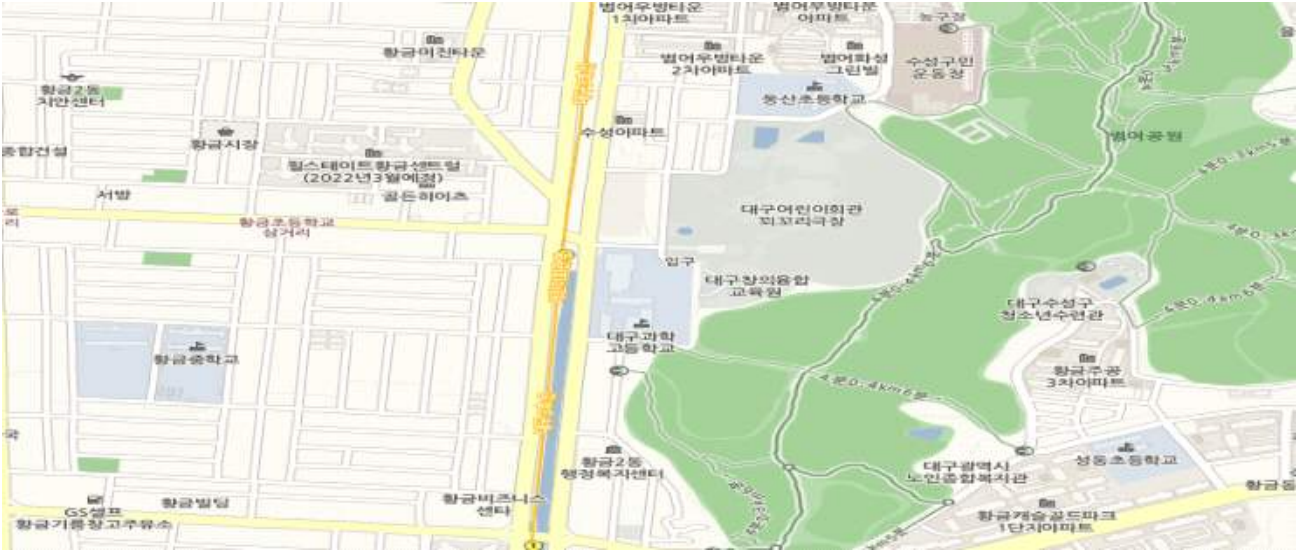 범어우방타운
1차아파트
범어우방타운
아파트
농구장
황금미진타운
범어우방타운
2차아파트
범어화성
그린빌
수성구민
운동장
황금2동
치안센터
동산초등학교
황금시장
수성아파트
범어공원
종합건설
힐스테이트황금센트럴
(2022년3월예정)
골든하이츠
서방
대구어린이회관
꾀꼬리극장
황금초등학교
삼거리
입구
대구창의융합
교육원
대구수성구
청소년수련관
대구과학
고등학교
황금중학교
황금주공
3차아파트
황금2동
행정복지센터
대구광역시
노인종합복지관
성동초등학교
황금동
GS셀프
황금기름창고주유소
황금빌딩
황금비즈니스
센타
황금캐슬골드파크
1단지아파트